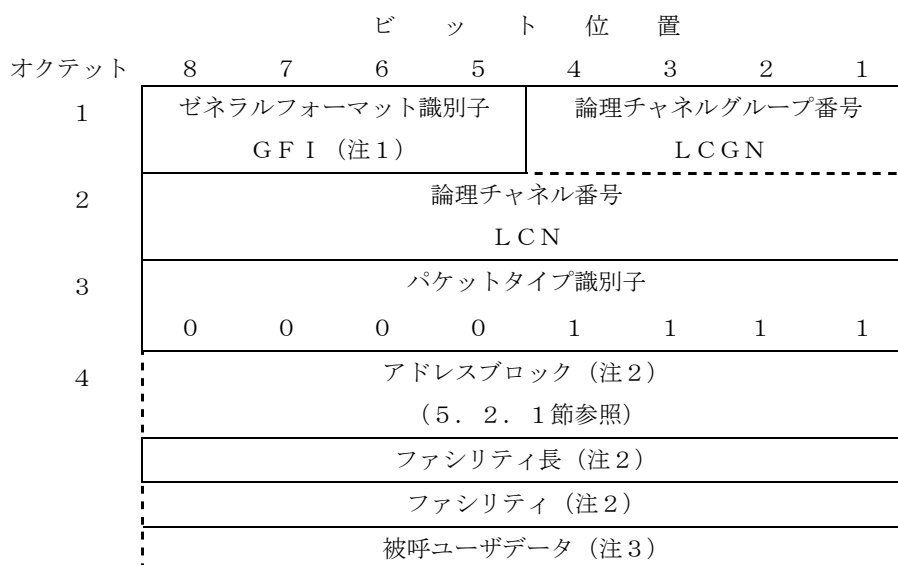 ビット位置
オクテット 8 7 6 5 4 3 2 1
1 ゼネラルフォーマット識別子 論理チャネルグループ番号
GFI(注1) LCGN
2 論理チャネル番号
LCN
3 パケットタイプ識別子
0 0 0 0 1 1 1 1
4 アドレスブロック(注2)
(5.2.1節参照)
ファシリティ長(注2)
ファシリティ(注2)
被呼ユーザデータ(注3)